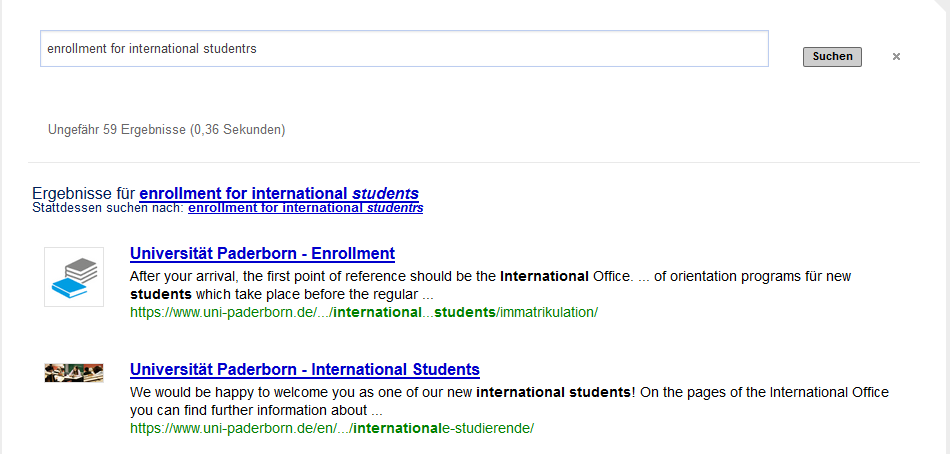 enrollment for international studentrs
Suchen ×
Ungefähr 59 Ergebnisse (0,36 Sekunden)
Ergebnisse für enrollment for international students
Stattdessen suchen nach: enrollment for international studentrs
Universität Paderborn - Enrollment
After your arrival, the first point of reference should be the International Office. ... of orientation programs für new
students which take place before the regular ...
https://www.uni-paderborn.de/.../international...students/immatrikulation/
Universität Paderborn - International Students
We would be happy to welcome you as one of our new international students! On the pages of the International Office
you can find further information about ...
https://www.uni-paderborn.de/en/.../internationale-studierende/